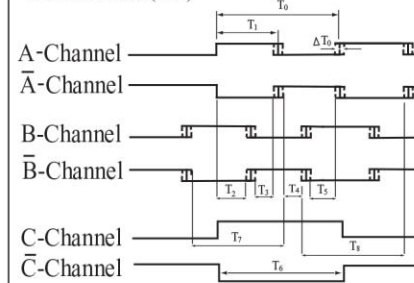 T₀
T₁
ΔT₀
A-Channel
A̅-Channel
B-Channel
B̅-Channel
T₂ T₃ T₄ T₅
C-Channel
T₇ T₈
C̅-Channel
T₆